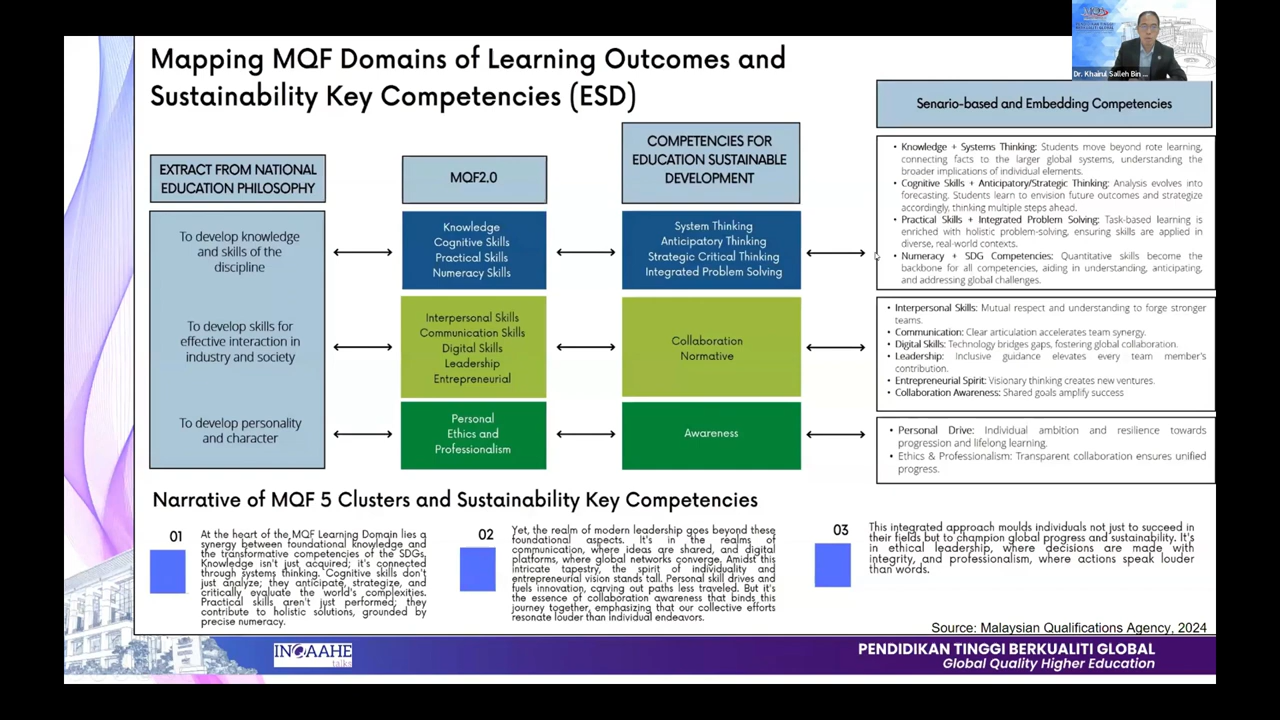 Mapping MQF Domains of Learning Outcomes and
Sustainability Key Competencies (ESD)
Dr. Khairul Salleh Bin ...
EXTRACT FROM NATIONAL
EDUCATION PHILOSOPHY
MQF2.0
COMPETENCIES FOR
EDUCATION SUSTAINABLE
DEVELOPMENT
Senario-based and Embedding Competencies
To develop knowledge
and skills of the
discipline
Knowledge
Cognitive Skills
Practical Skills
Numeracy Skills
System Thinking
Anticipatory Thinking
Strategic Critical Thinking
Integrated Problem Solving
• Knowledge + Systems Thinking: Students move beyond rote learning,
connecting facts to the larger global systems, understanding the
broader implications of individual elements.
• Cognitive Skills + Anticipatory/Strategic Thinking: Analysis evolves into
forecasting. Students learn to envision future outcomes and strategize
accordingly, thinking multiple steps ahead.
• Practical Skills + Integrated Problem Solving: Task-based learning is
enriched with holistic problem-solving, ensuring skills are applied in
diverse, real-world contexts.
• Numeracy + SDG Competencies: Quantitative skills become the
backbone for all competencies, aiding in understanding, anticipating,
and addressing global challenges.
To develop skills for
effective interaction in
industry and society
Interpersonal Skills
Communication Skills
Digital Skills
Leadership
Entrepreneurial
Collaboration
Normative
• Interpersonal Skills: Mutual respect and understanding to forge stronger
teams.
• Communication: Clear articulation accelerates team synergy.
• Digital Skills: Technology bridges gaps, fostering global collaboration.
• Leadership: Inclusive guidance elevates every team member's
contribution.
• Entrepreneurial Spirit: Visionary thinking creates new ventures.
• Collaboration Awareness: Shared goals amplify success
To develop personality
and character
Personal
Ethics and
Professionalism
Awareness
• Personal Drive: Individual ambition and resilience towards
progression and lifelong learning.
• Ethics & Professionalism: Transparent collaboration ensures unified
progress.
Narrative of MQF 5 Clusters and Sustainability Key Competencies
01
At the heart of the MQF Learning Domain lies a
synergy between foundational knowledge and
the transformative competencies of the SDGs.
Knowledge isn't just acquired; it's connected
through systems thinking. Cognitive skills don't
just analyze; they anticipate, strategize, and
critically evaluate the world's complexities.
Practical skills aren't just performed; they
contribute to holistic solutions, grounded by
precise numeracy.
02
Yet, the realm of modern leadership goes beyond these
foundational aspects. It's in the realms of
communication, where ideas are shared, and digital
platforms, where global networks converge. Amidst this
intricate tapestry, the spirit of individuality and
entrepreneurial vision stands tall. Personal skill drives and
fuels innovation, carving out paths less traveled. But it's
the essence of collaboration awareness that binds this
journey together, emphasizing that our collective efforts
resonate louder than individual endeavors.
03
This integrated approach moulds individuals not just to succeed in
their fields but to champion global progress and sustainability. It's
in ethical leadership, where decisions are made with
integrity, and professionalism, where actions speak louder
than words.
Source: Malaysian Qualifications Agency, 2024
INQAAHE
talks
PENDIDIKAN TINGGI BERKUALITI GLOBAL
Global Quality Higher Education